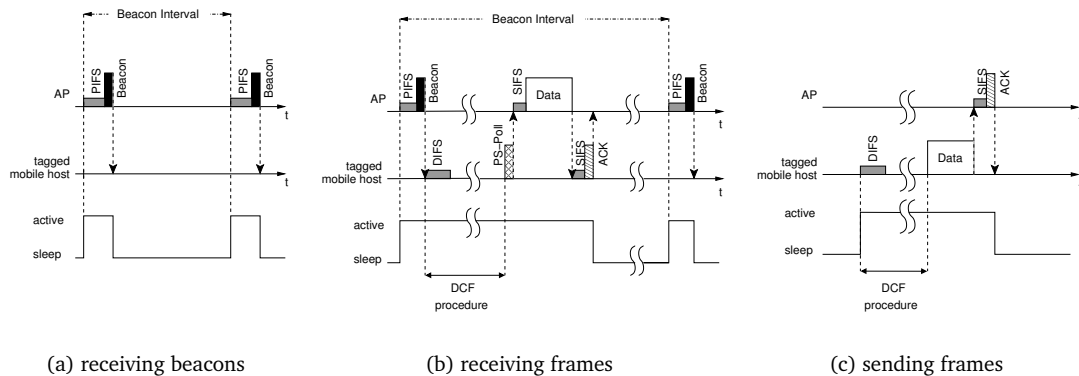 Beacon Interval
PIFS
Beacon
PIFS
Beacon
AP
t
tagged
mobile host
t
active
sleep
(a) receiving beacons
Beacon Interval
PIFS
Beacon
SIFS
Data
PIFS
Beacon
AP
t
DIFS
PS-Poll
SIFS
ACK
tagged
mobile host
t
active
sleep
DCF
procedure
(b) receiving frames
SIFS
ACK
AP
DIFS
Data
tagged
mobile host
active
sleep
DCF
procedure
(c) sending frames